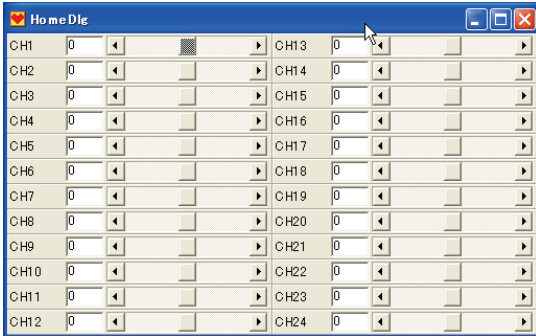 HomeDlg
CH1 0 CH13 0
CH2 0 CH14 0
CH3 0 CH15 0
CH4 0 CH16 0
CH5 0 CH17 0
CH6 0 CH18 0
CH7 0 CH19 0
CH8 0 CH20 0
CH9 0 CH21 0
CH10 0 CH22 0
CH11 0 CH23 0
CH12 0 CH24 0